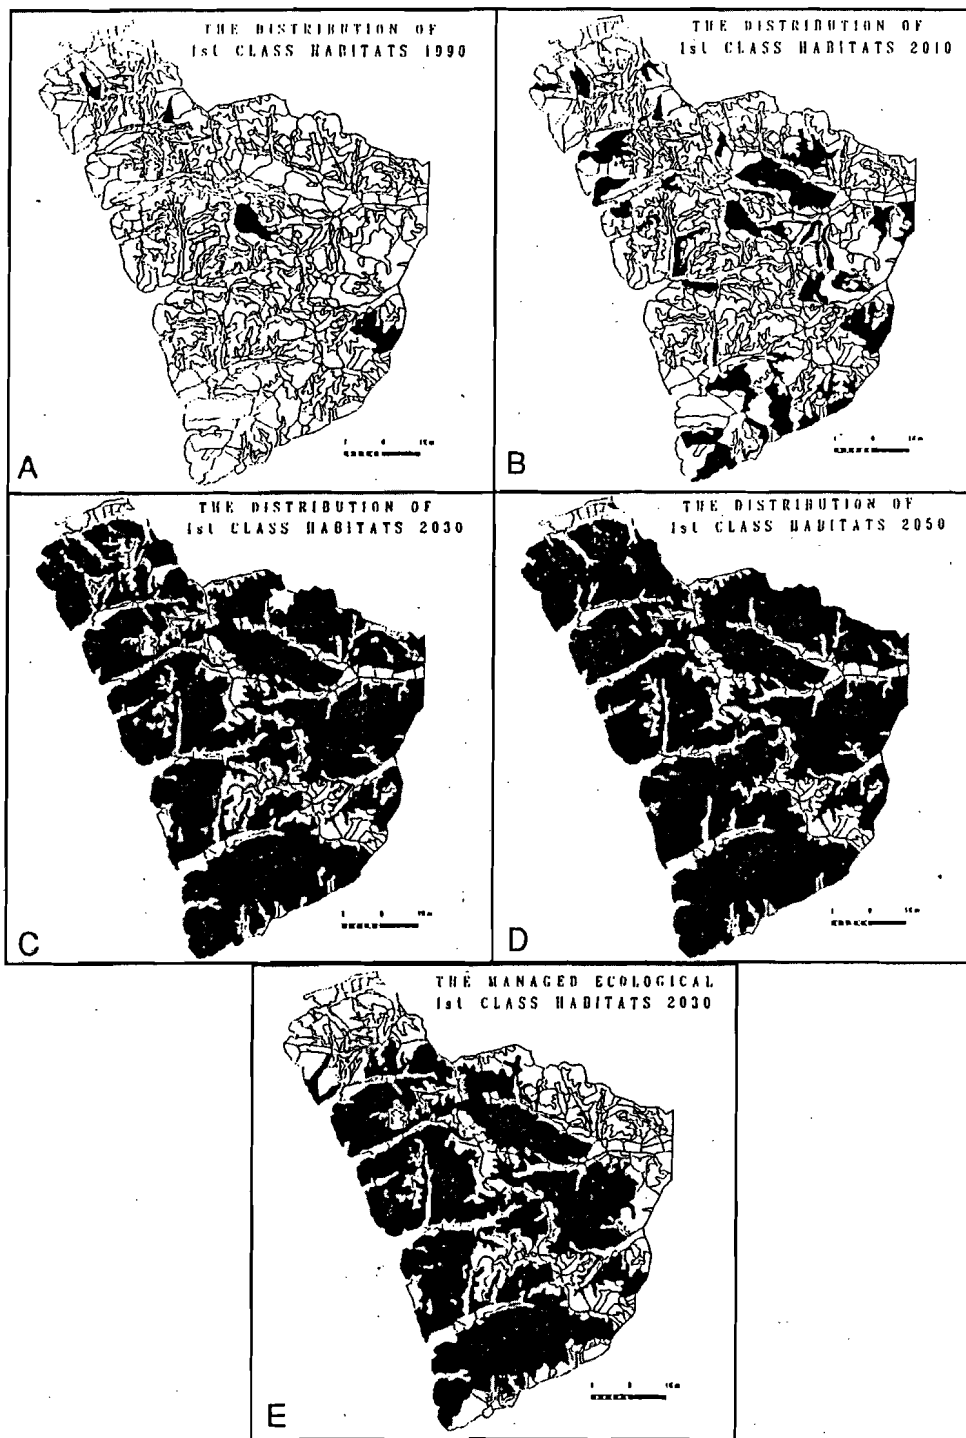 THE DISTRIBUTION OF
1st CLASS HABITATS 1990
A
THE DISTRIBUTION OF
1st CLASS HABITATS 2010
B
THE DISTRIBUTION OF
1st CLASS HABITATS 2030
C
THE DISTRIBUTION OF
1st CLASS HABITATS 2050
D
THE MANAGED ECOLOGICAL
1st CLASS HABITATS 2030
E